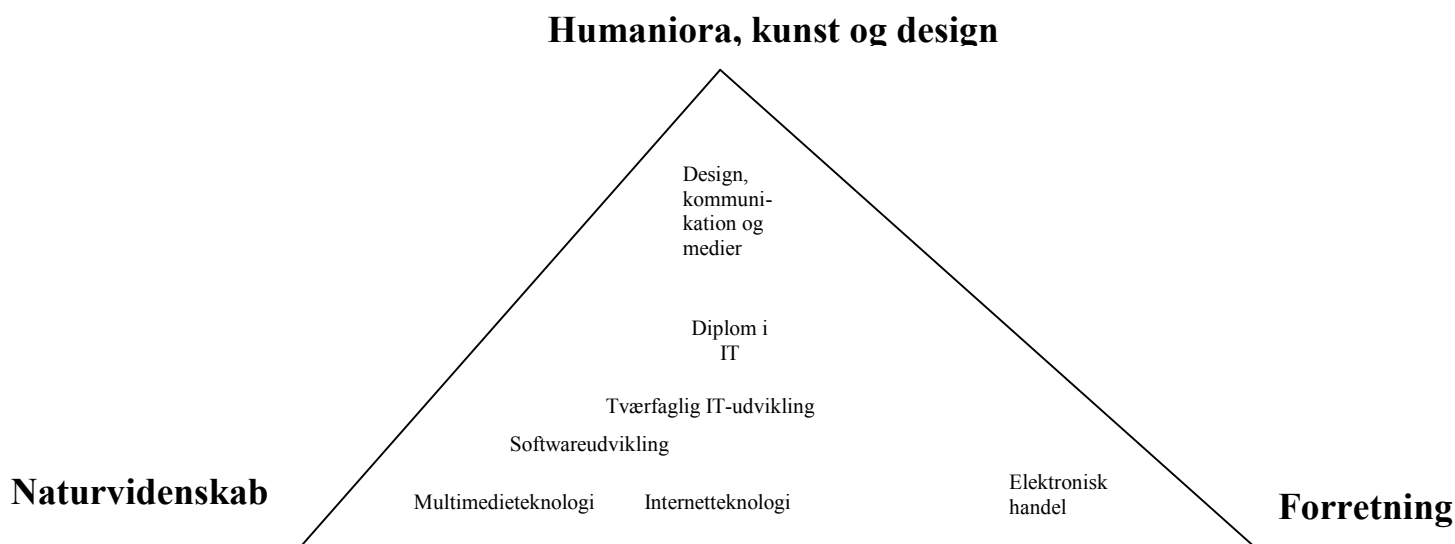 Humaniora, kunst og design
Design,
kommuni-
kation og
medier
Diplom i
IT
Tværfaglig IT-udvikling
Softwareudvikling
Naturvidenskab
Multimedieteknologi
Internetteknologi
Elektronisk
handel
Forretning